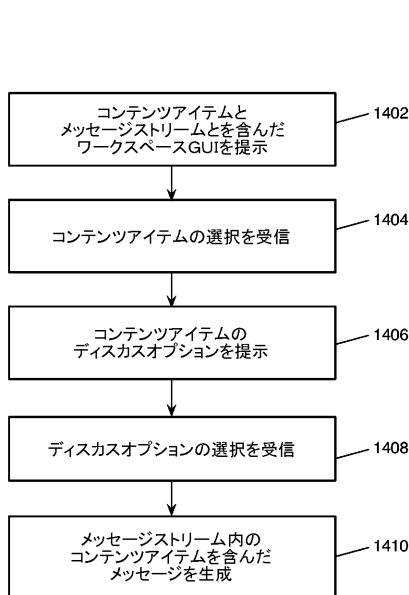 コンテンツアイテムと
メッセージストリームとを含んだ
ワークスペースGUIを提示
1402
コンテンツアイテムの選択を受信
1404
コンテンツアイテムの
ディスカスオプションを提示
1406
ディスカスオプションの選択を受信
1408
メッセージストリーム内の
コンテンツアイテムを含んだ
メッセージを生成
1410